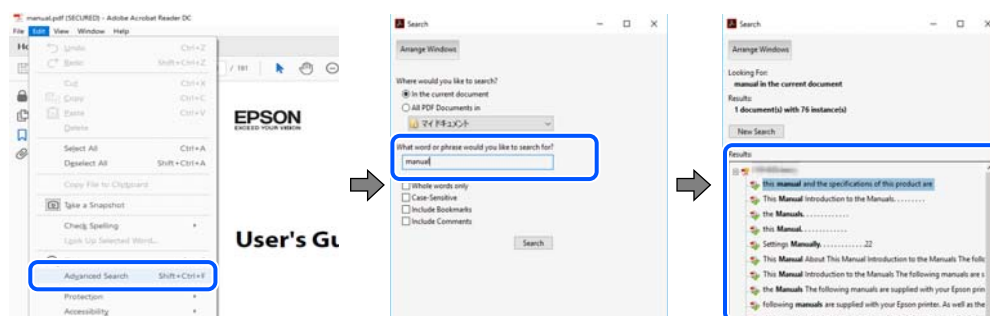 manual.pdf (SECURED) - Adobe Acrobat Reader DC
File Edit View Window Help
Undo Ctrl+Z
Redo Shift+Ctrl+Z
Cut Ctrl+X
Copy Ctrl+C
Paste Ctrl+V
Delete
Select All Ctrl+A
Deselect All Shift+Ctrl+A
Copy File to Clipboard
Take a Snapshot
Check Spelling
Look Up Selected Word...
Advanced Search Shift+Ctrl+F
Protection
Accessibility
/ 181
EPSON
EXCEED YOUR VISION
User's Gu
Search
Arrange Windows
Where would you like to search?
In the current document
All PDF Documents in
マイ ドキュメント
What word or phrase would you like to search for?
manual
Whole words only
Case-Sensitive
Include Bookmarks
Include Comments
Search
Search
Arrange Windows
Looking For:
manual in the current document
Results:
1 document(s) with 76 instance(s)
New Search
Results:
this manual and the specifications of this product are
This Manual Introduction to the Manuals. . . . . . . . .
the Manuals. . . . . . . . . . . . .
this Manual. . . . . . . . . . . . .
Settings Manually. . . . . . . . . . . . .22
This Manual About This Manual Introduction to the Manuals The follo
This Manual Introduction to the Manuals The following manuals are s
the Manuals The following manuals are supplied with your Epson prin
following manuals are supplied with your Epson printer. As well as the